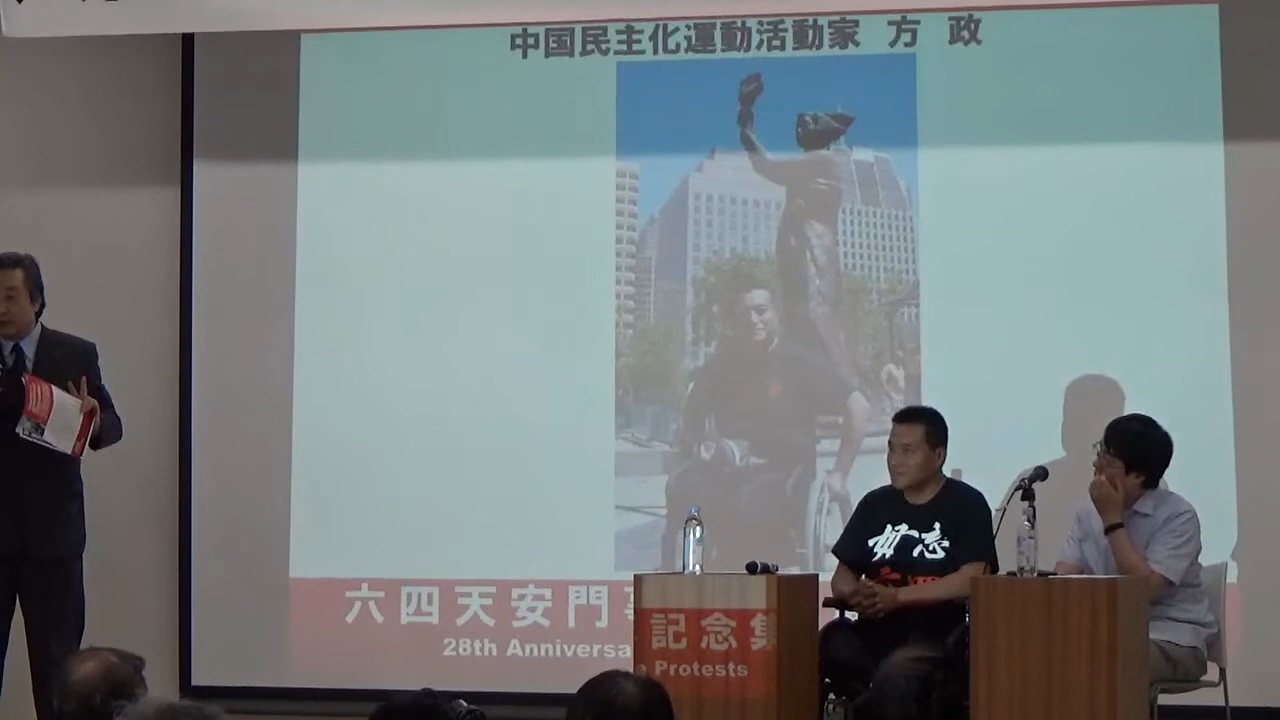 中国民主化運動活動家 方 政
忘
六四天安門 記念集
28th Anniversa e Protests